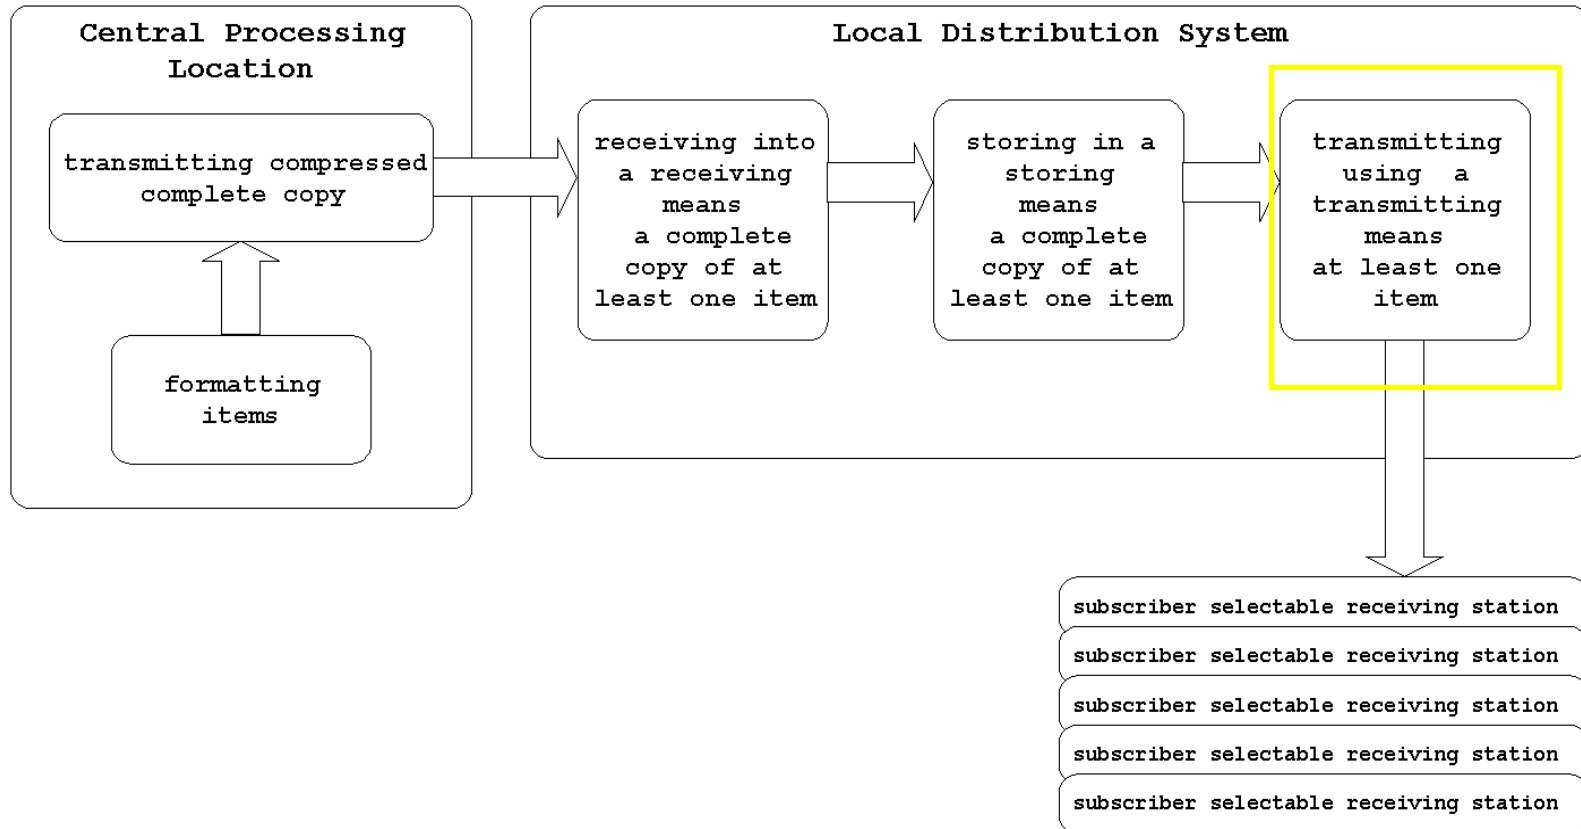 Central Processing
Location
transmitting compressed
complete copy
formatting
items
Local Distribution System
receiving into
a receiving
means
a complete
copy of at
least one item
storing in a
storing
means
a complete
copy of at
least one item
transmitting
using a
transmitting
means
at least one
item
subscriber selectable receiving station
subscriber selectable receiving station
subscriber selectable receiving station
subscriber selectable receiving station
subscriber selectable receiving station